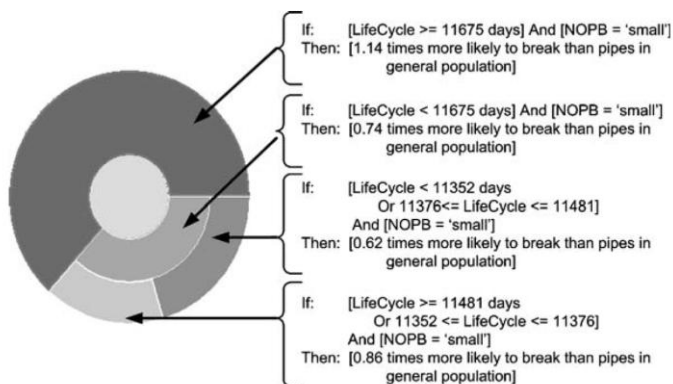 If: [LifeCycle >= 11675 days] And [NOPB = 'small']
Then: [1.14 times more likely to break than pipes in
general population]
If: [LifeCycle < 11675 days] And [NOPB = 'small']
Then: [0.74 times more likely to break than pipes in
general population]
If: [LifeCycle < 11352 days
Or 11376<= LifeCycle <= 11481]
And [NOPB = 'small']
Then: [0.62 times more likely to break than pipes in
general population]
If: [LifeCycle >= 11481 days
Or 11352 <= LifeCycle <= 11376]
And [NOPB = 'small']
Then: [0.86 times more likely to break than pipes in
general population]